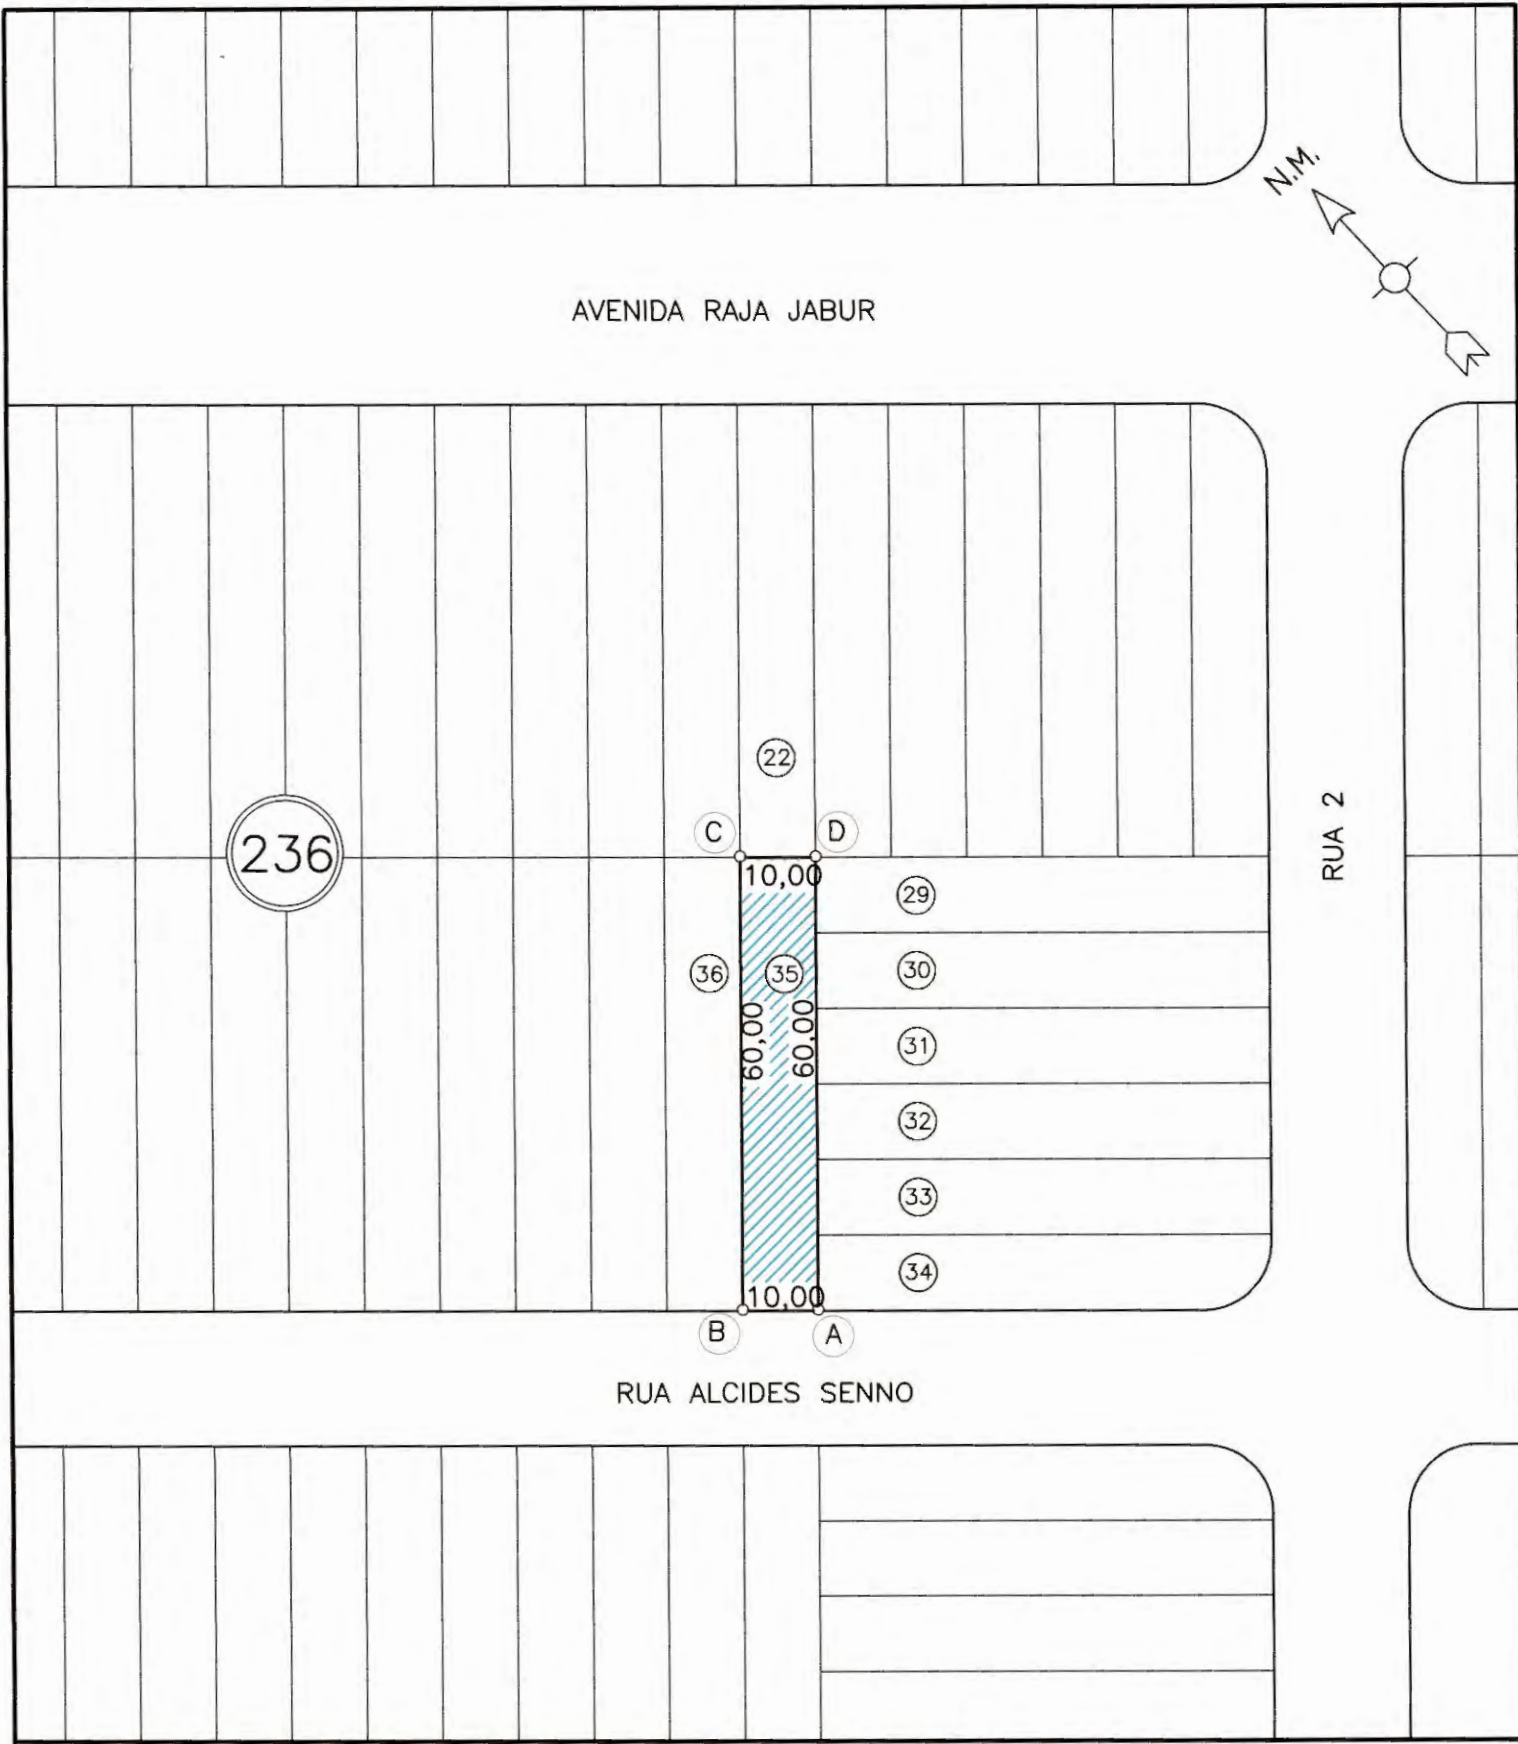 N.M.
AVENIDA RAJA JABUR
22
C
D
236
10,00
29
36
35
30
60,00
60,00
31
32
33
34
10,00
B
A
RUA 2
RUA ALCIDES SENNO